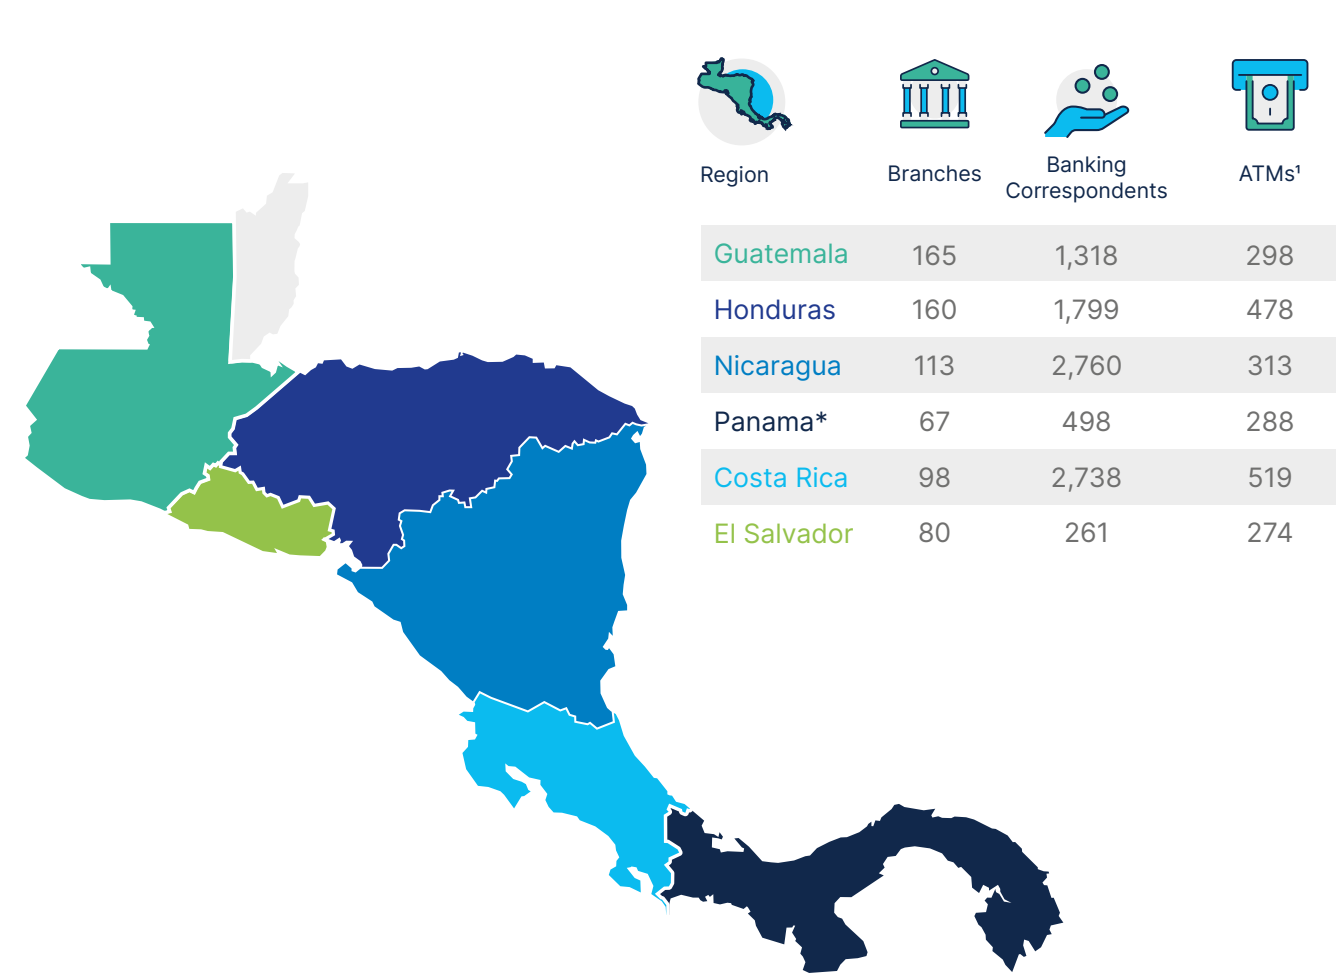 Region Branches Banking Correspondents ATMs¹
Guatemala 165 1,318 298
Honduras 160 1,799 478
Nicaragua 113 2,760 313
Panama* 67 498 288
Costa Rica 98 2,738 519
El Salvador 80 261 274